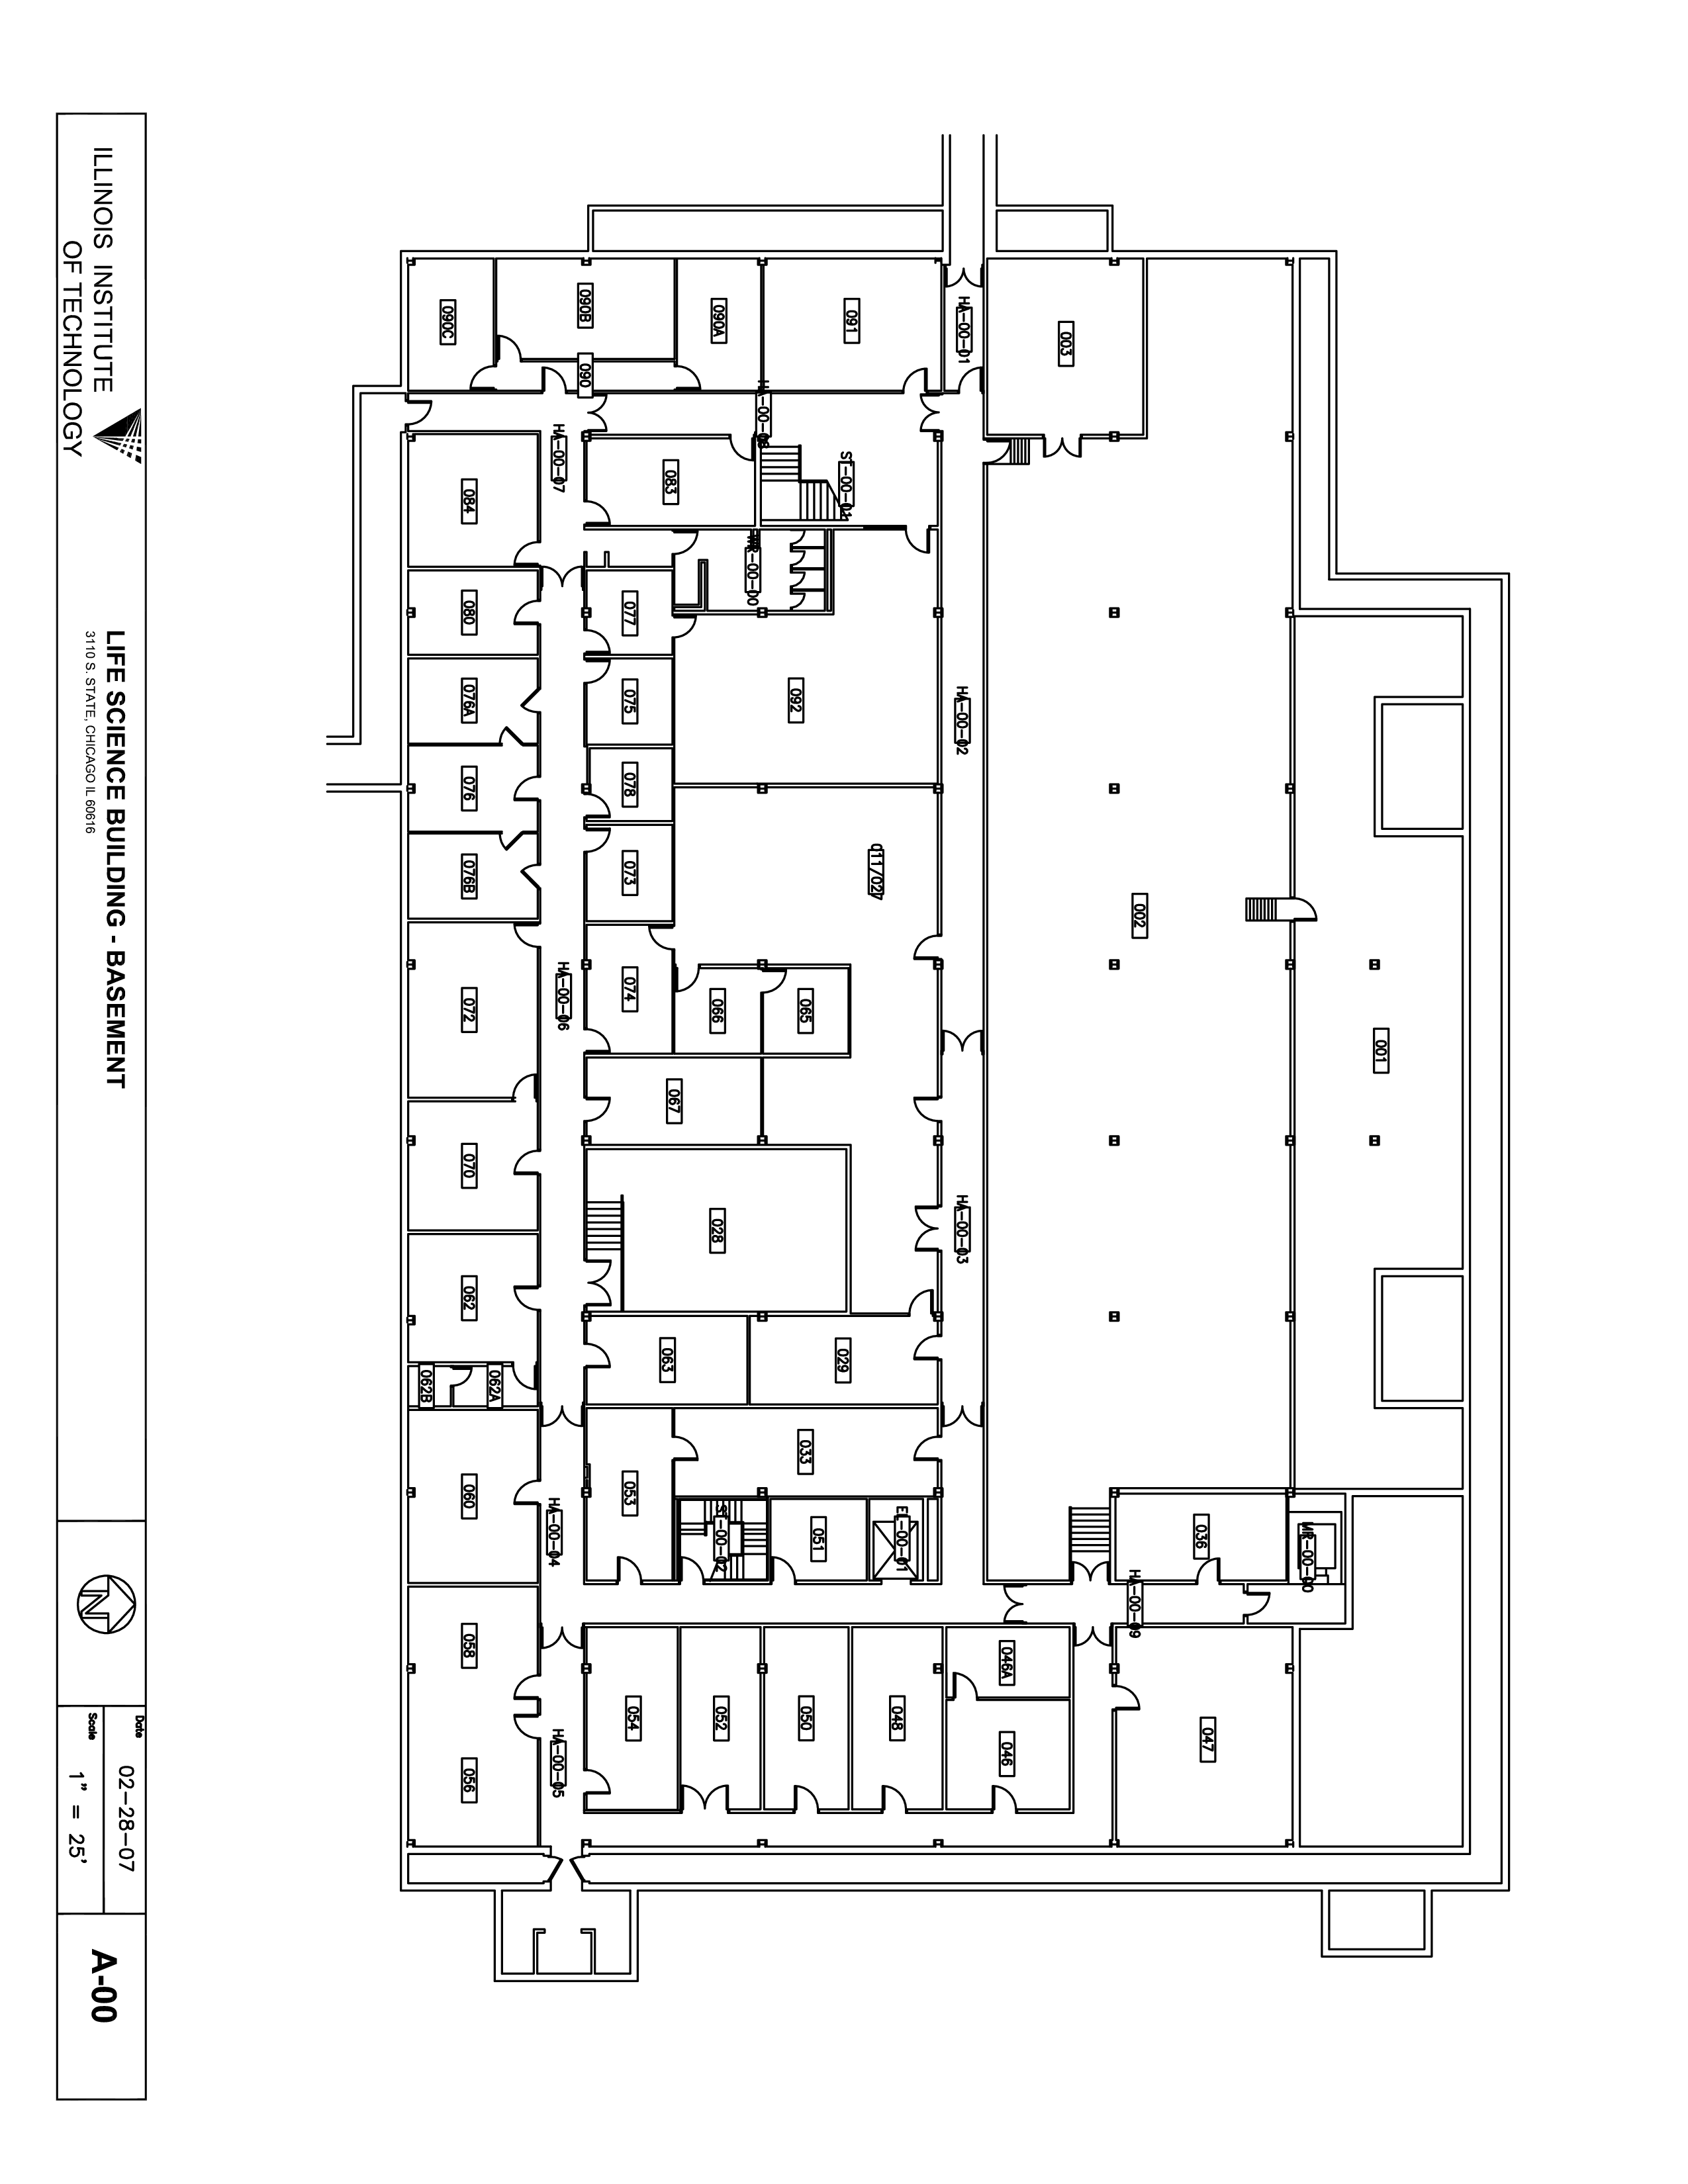 001
036
MR-00-00
047
002
003
HA-00-09
HA-00-01
HA-00-02
HA-00-03
046A
046
091
ST-00-01
092
011/027
029
033
EL-00-01
048
065
051
050
090A
HA-00-08
WR-00-00
066
028
ST-00-02
052
083
067
063
090B
090
077
075
078
073
074
053
054
HA-00-07
HA-00-06
HA-00-04
HA-00-05
090C
084
080
076A
076
076B
072
070
062
062A
062B
060
058
056
ILLINOIS INSTITUTE
OF TECHNOLOGY
LIFE SCIENCE BUILDING - BASEMENT
3110 S. STATE, CHICAGO IL 60616
N
Date 02-28-07
Scale 1" = 25'
A-00